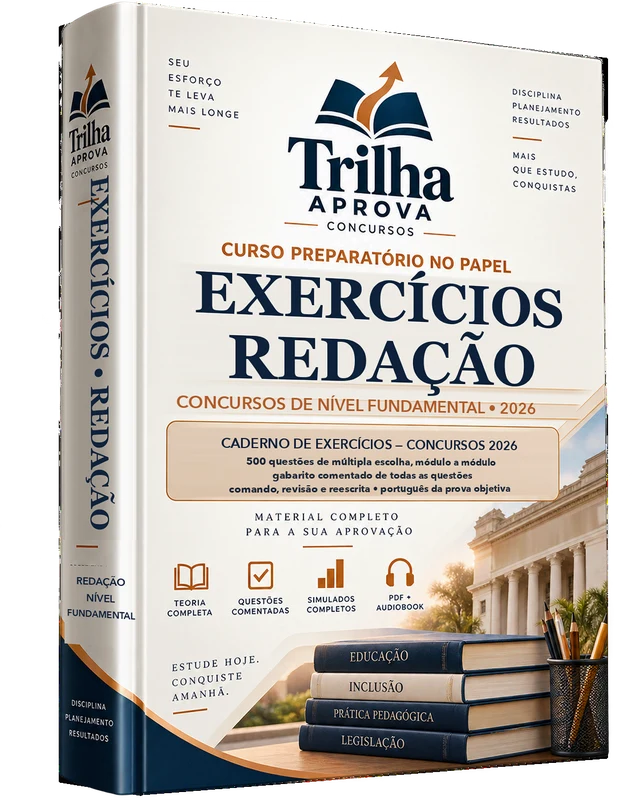 Trilha
APROVA
CONCURSOS
EXERCÍCIOS • REDAÇÃO
REDAÇÃO
NÍVEL
FUNDAMENTAL
DISCIPLINA
PLANEJAMENTO
RESULTADOS
SEU
ESFORÇO
TE LEVA
MAIS LONGE
DISCIPLINA
PLANEJAMENTO
RESULTADOS
MAIS
QUE ESTUDO,
CONQUISTAS
Trilha
APROVA
CONCURSOS
CURSO PREPARATÓRIO NO PAPEL
EXERCÍCIOS
REDAÇÃO
CONCURSOS DE NÍVEL FUNDAMENTAL • 2026
CADERNO DE EXERCÍCIOS – CONCURSOS 2026
500 questões de múltipla escolha, módulo a módulo
gabarito comentado de todas as questões
comando, revisão e reescrita • português da prova objetiva
MATERIAL COMPLETO
PARA A SUA APROVAÇÃO
TEORIA
COMPLETA
QUESTÕES
COMENTADAS
SIMULADOS
COMPLETOS
PDF +
AUDIOBOOK
ESTUDE HOJE.
CONQUISTE
AMANHÃ.
EDUCAÇÃO
INCLUSÃO
PRÁTICA PEDAGÓGICA
LEGISLAÇÃO